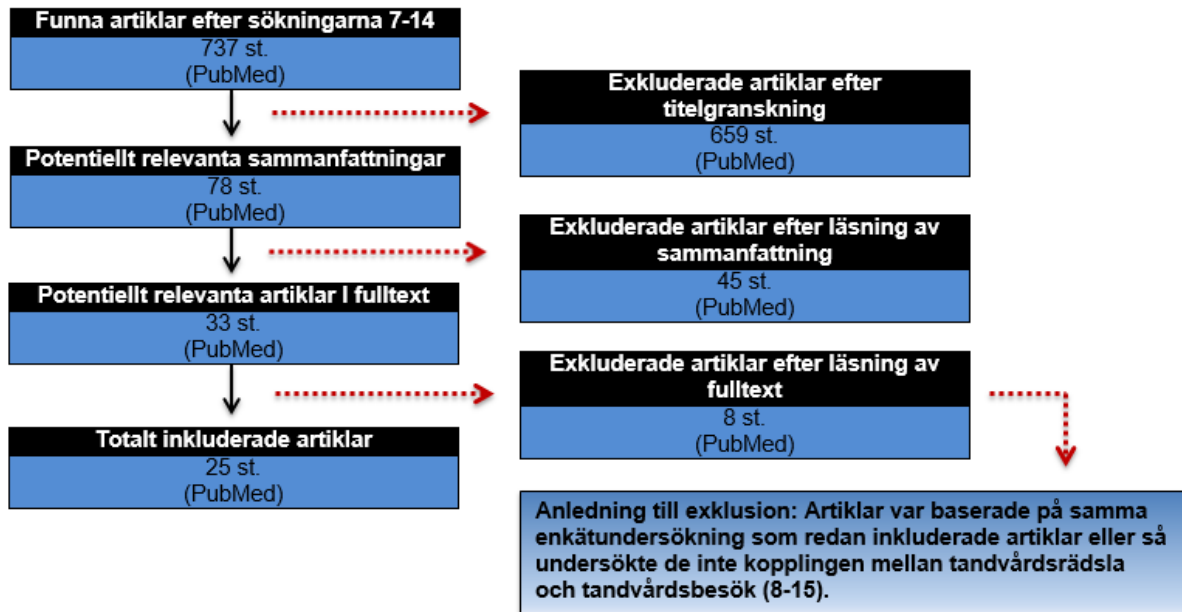 Funna artiklar efter sökningarna 7-14
737 st.
(PubMed)
Exkluderade artiklar efter
titelgranskning
659 st.
(PubMed)
Potentiellt relevanta sammanfattningar
78 st.
(PubMed)
Exkluderade artiklar efter läsning av
sammanfattning
45 st.
(PubMed)
Potentiellt relevanta artiklar I fulltext
33 st.
(PubMed)
Exkluderade artiklar efter läsning av
fulltext
8 st.
(PubMed)
Totalt inkluderade artiklar
25 st.
(PubMed)
Anledning till exklusion: Artiklar var baserade på samma
enkätundersökning som redan inkluderade artiklar eller så
undersökte de inte kopplingen mellan tandvårdsrädsla
och tandvårdsbesök (8-15).